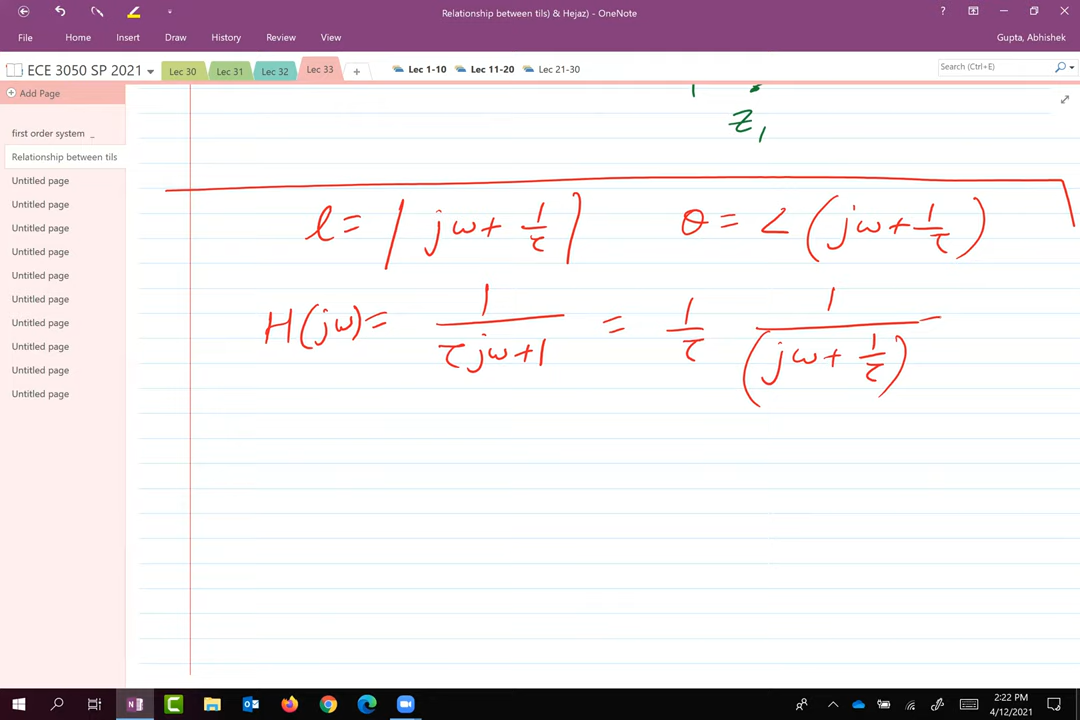 Relationship between tils) & Hejaz) - OneNote
File Home Insert Draw History Review View Gupta, Abhishek
ECE 3050 SP 2021 Lec 30 Lec 31 Lec 32 Lec 33 Lec 1-10 Lec 11-20 Lec 21-30 Search (Ctrl+E)
Add Page
first order system _
Relationship between tils
Untitled page
Untitled page
Untitled page
Untitled page
Untitled page
Untitled page
Untitled page
Untitled page
Untitled page
Untitled page
z₁
l = | jω + 1/τ | θ = ∠ (jω + 1/τ)
H(jω) = 1/(τjω+1) = 1/τ 1/(jω + 1/τ)
2:22 PM
4/12/2021